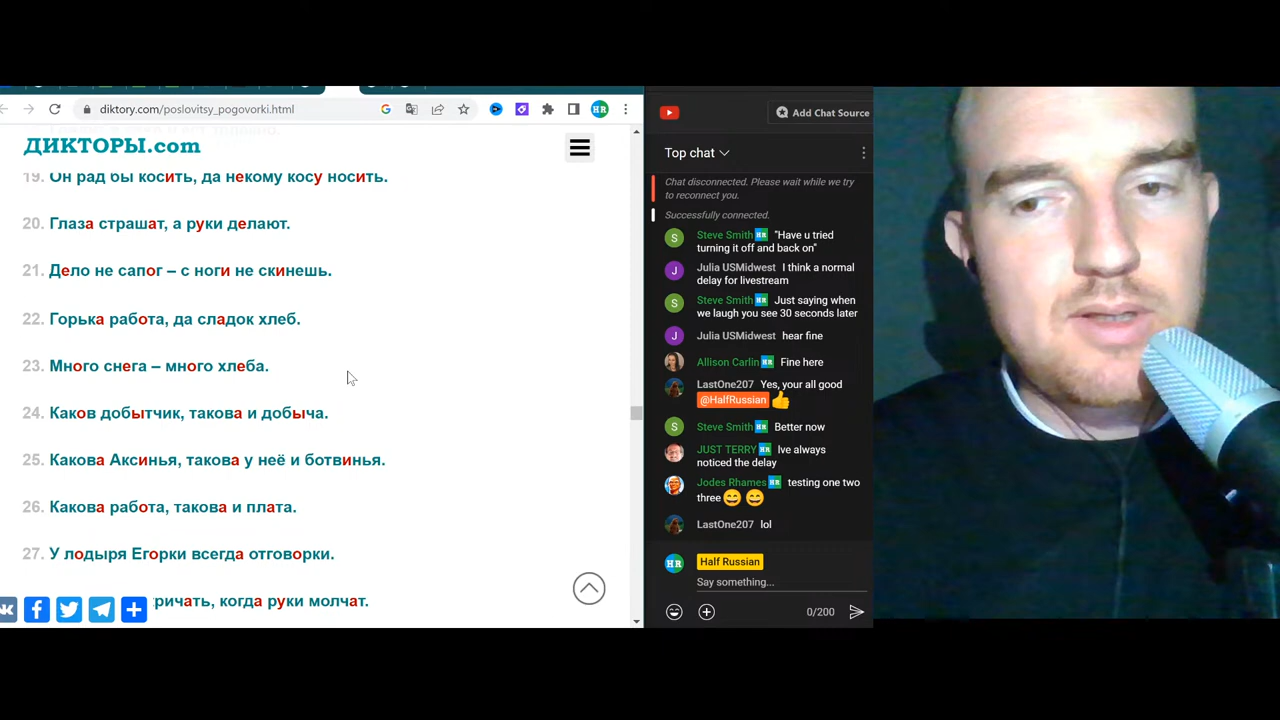 diktory.com/poslovitsy_pogovorki.html
ДИКТОРЫ.com
19. Он рад бы косить, да некому косу носить.
20. Глаза страшат, а руки делают.
21. Дело не сапог – с ноги не скинешь.
22. Горька работа, да сладок хлеб.
23. Много снега – много хлеба.
24. Каков добытчик, такова и добыча.
25. Какова Аксинья, такова у неё и ботвинья.
26. Какова работа, такова и плата.
27. У лодыря Егорки всегда отговорки.
ричать, когда руки молчат.
Add Chat Source
Top chat
Chat disconnected. Please wait while we try
to reconnect you.
Successfully connected.
S Steve Smith HR "Have u tried
turning it off and back on"
J Julia USMidwest I think a normal
delay for livestream
S Steve Smith HR Just saying when
we laugh you see 30 seconds later
J Julia USMidwest hear fine
Allison Carlin HR Fine here
LastOne207 Yes, your all good
@HalfRussian
S Steve Smith HR Better now
JUST TERRY HR Ive always
noticed the delay
Jodes Rhames HR testing one two
three
LastOne207 lol
HR Half Russian
Say something...
0/200